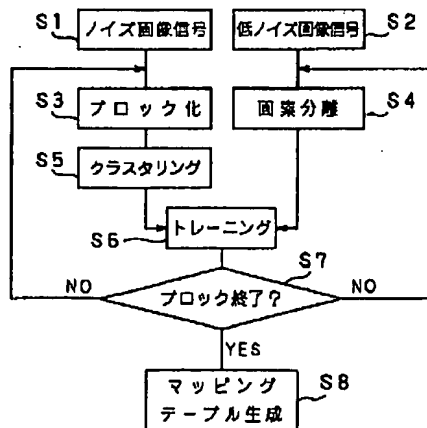 S1 ノイズ画像信号
低ノイズ画像信号 S2
S3 ブロック化
画素分離 S4
S5 クラスタリング
トレーニング
S6
S7
NO ブロック終了? NO
YES
マッピング
テーブル生成 S8